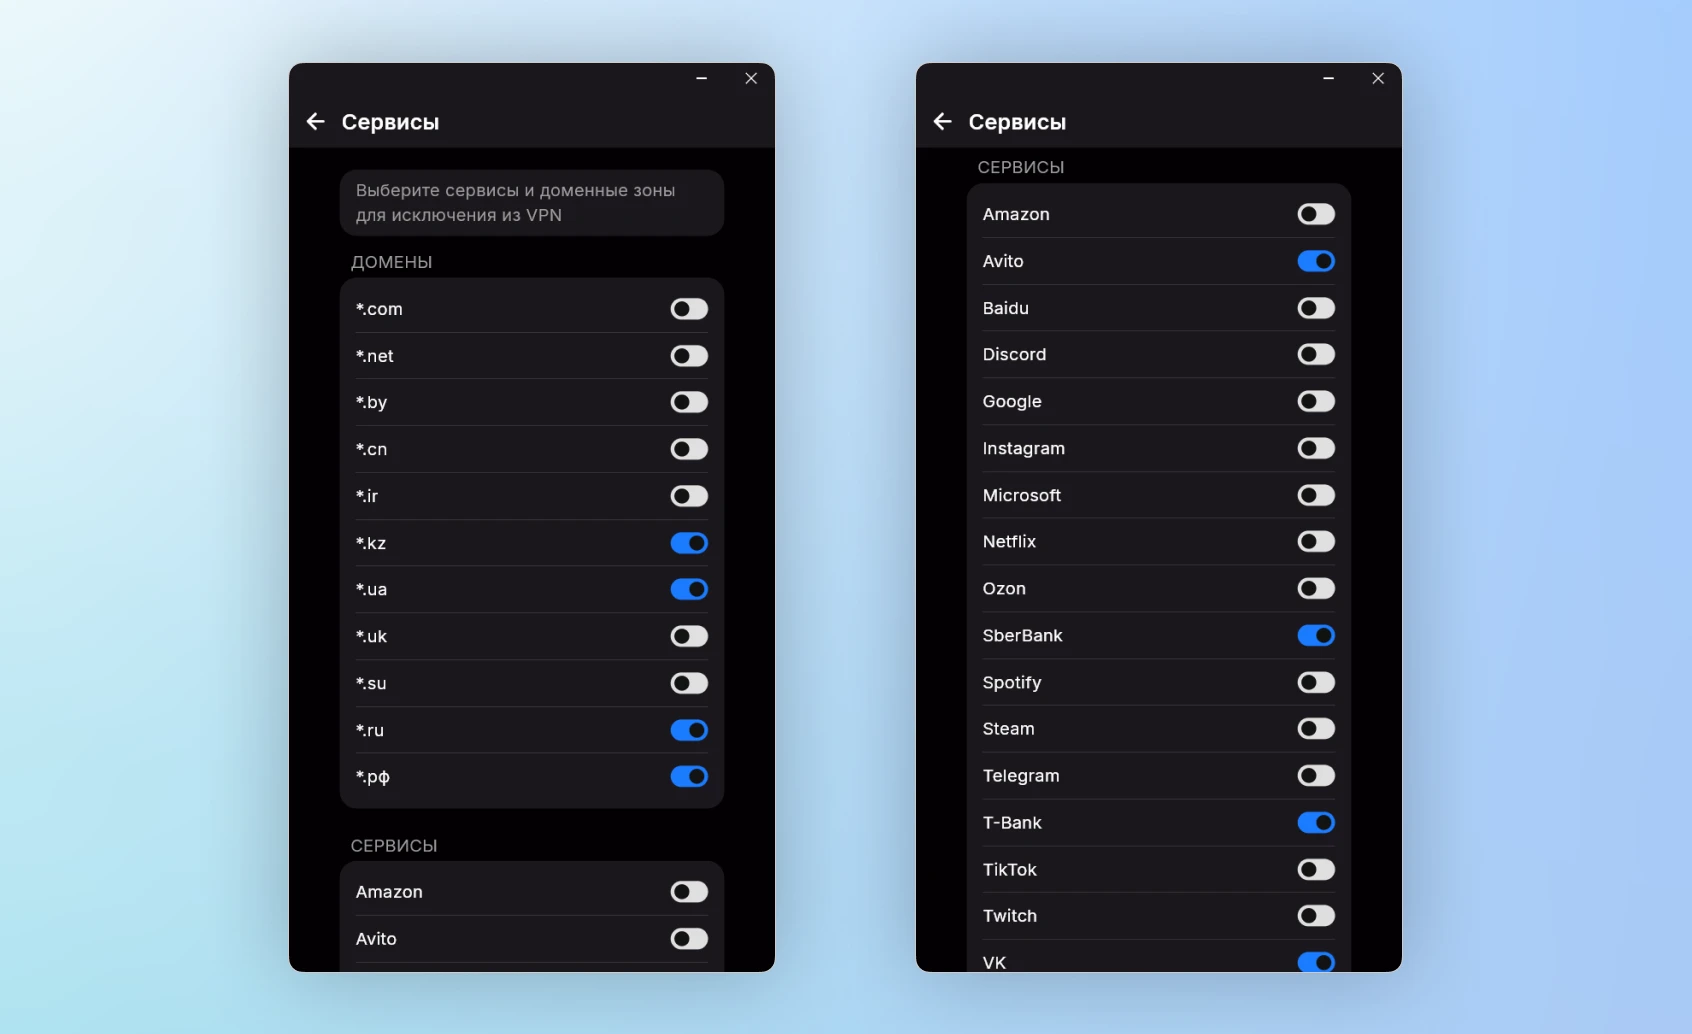 Сервисы
Выберите сервисы и доменные зоны
для исключения из VPN
ДОМЕНЫ
*.com
*.net
*.by
*.cn
*.ir
*.kz
*.ua
*.uk
*.su
*.ru
*.рф
СЕРВИСЫ
Amazon
Avito
Сервисы
СЕРВИСЫ
Amazon
Avito
Baidu
Discord
Google
Instagram
Microsoft
Netflix
Ozon
SberBank
Spotify
Steam
Telegram
T-Bank
TikTok
Twitch
VK